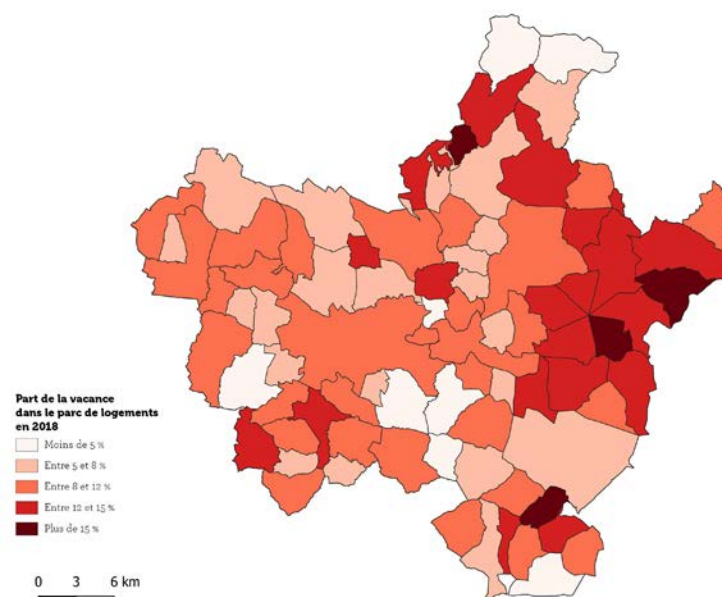 Part de la vacance
dans le parc de logements
en 2018
Moins de 5 %
Entre 5 et 8 %
Entre 8 et 12 %
Entre 12 et 15 %
Plus de 15 %
0 3 6 km